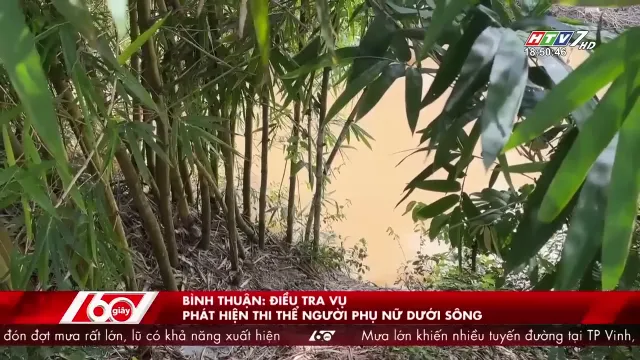 HTV7 HD
18:50:46
60 giây
BÌNH THUẬN: ĐIỀU TRA VỤ
PHÁT HIỆN THI THỂ NGƯỜI PHỤ NỮ DƯỚI SÔNG
đón đợt mưa rất lớn, lũ có khả năng xuất hiện 60 giây Mưa lớn khiến nhiều tuyến đường tại TP Vinh,